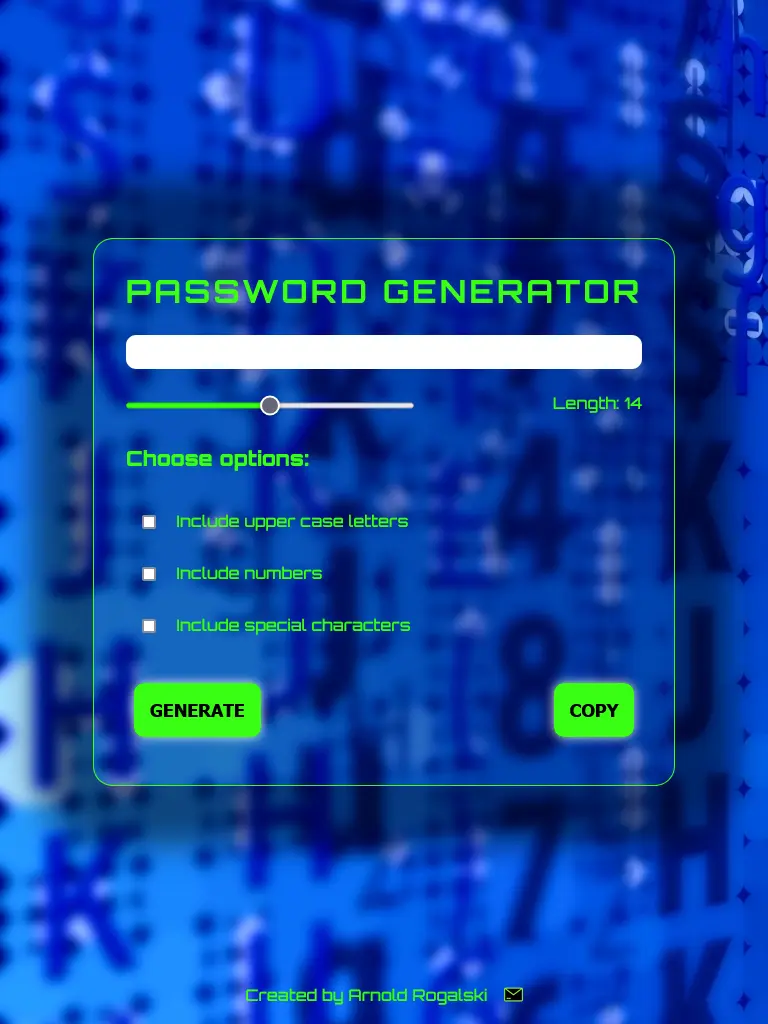 PASSWORD GENERATOR
Length: 14
Choose options:
Include upper case letters
Include numbers
Include special characters
GENERATE
COPY
Created by Arnold Rogalski